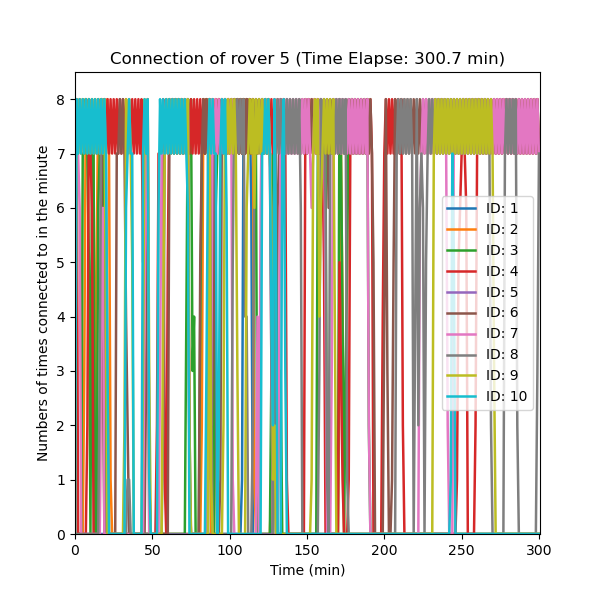 Connection of rover 5 (Time Elapse: 300.7 min)
Numbers of times connected to in the minute
8
7
6
5
4
3
2
1
0
ID: 1
ID: 2
ID: 3
ID: 4
ID: 5
ID: 6
ID: 7
ID: 8
ID: 9
ID: 10
0 50 100 150 200 250 300
Time (min)